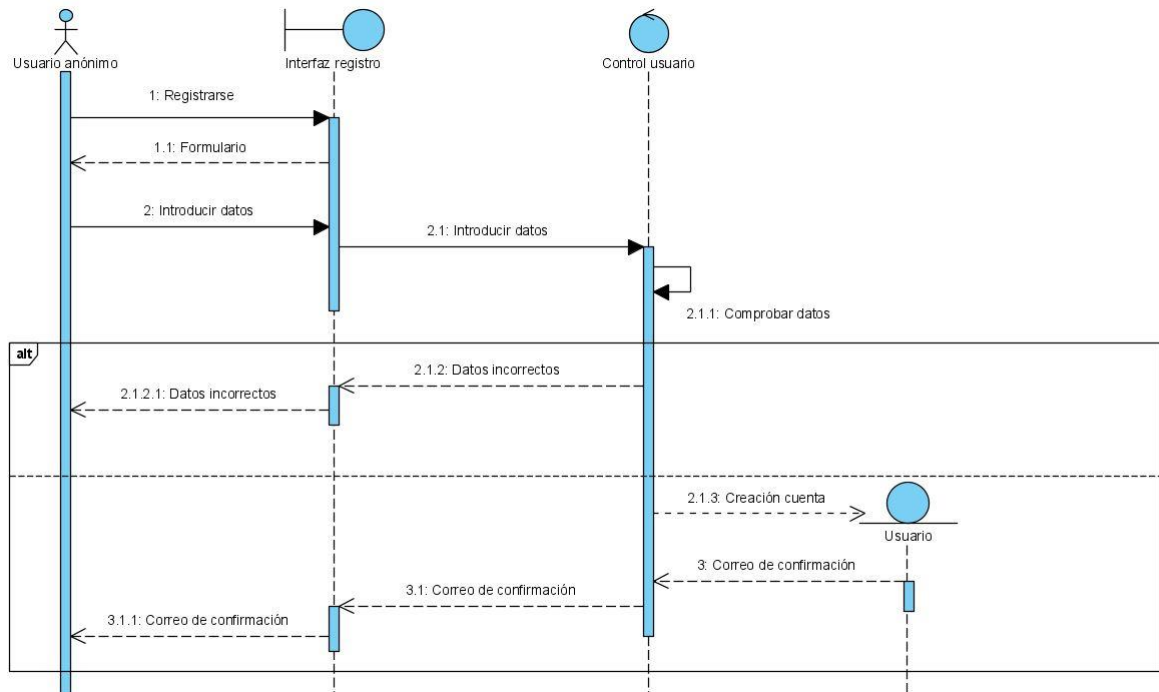 Usuario anónimo
Interfaz registro
Control usuario
1: Registrarse
1.1: Formulario
2: Introducir datos
2.1: Introducir datos
2.1.1: Comprobar datos
alt
2.1.2: Datos incorrectos
2.1.2.1: Datos incorrectos
2.1.3: Creación cuenta
Usuario
3: Correo de confirmación
3.1: Correo de confirmación
3.1.1: Correo de confirmación